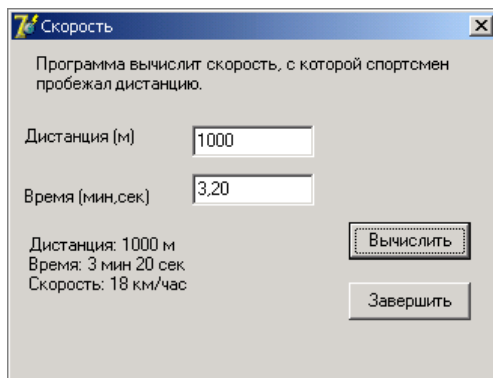 Скорость
Программа вычислит скорость, с которой спортсмен
пробежал дистанцию.
Дистанция (м)
1000
Время (мин,сек)
3,20
Дистанция: 1000 м
Время: 3 мин 20 сек
Скорость: 18 км/час
Вычислить
Завершить